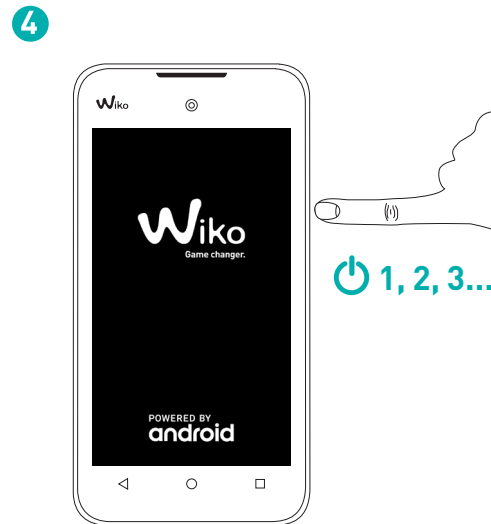 4
Wiko
Wiko
Game changer.
1, 2, 3...
POWERED BY
android